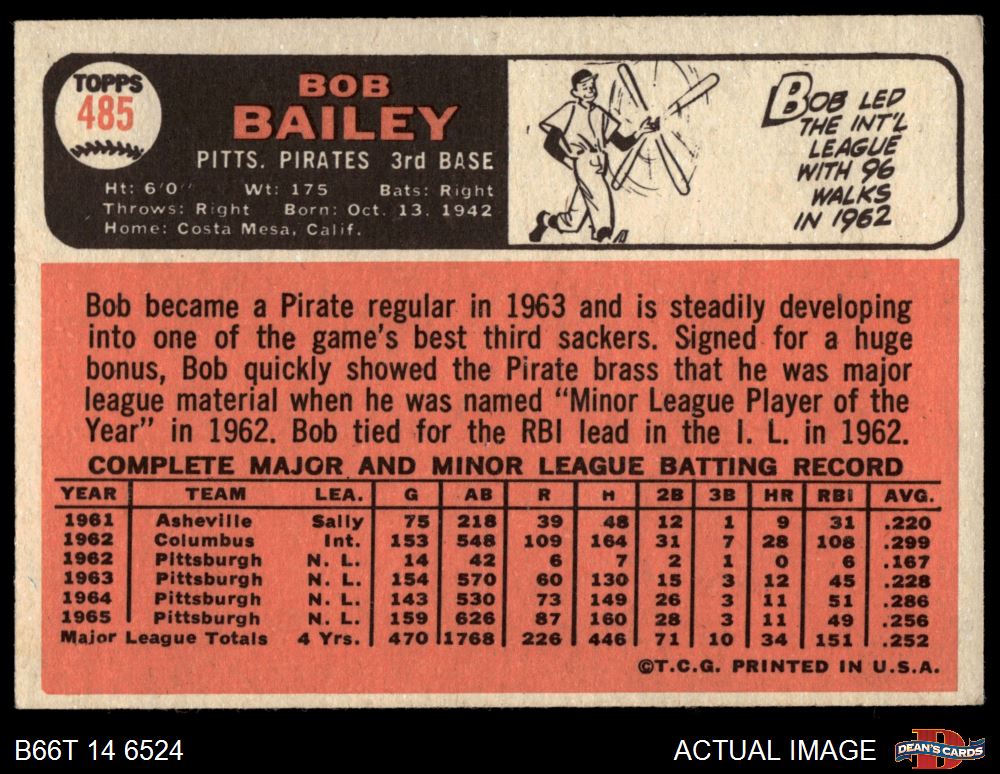 TOPPS
485
BOB
BAILEY
PITTS. PIRATES 3rd BASE
Ht: 6'0" Wt: 175 Bats: Right
Throws: Right Born: Oct. 13, 1942
Home: Costa Mesa, Calif.
BOB LED
THE INT'L
LEAGUE
WITH 96
WALKS
IN 1962
Bob became a Pirate regular in 1963 and is steadily developing
into one of the game's best third sackers. Signed for a huge
bonus, Bob quickly showed the Pirate brass that he was major
league material when he was named "Minor League Player of the
Year" in 1962. Bob tied for the RBI lead in the I. L. in 1962.
COMPLETE MAJOR AND MINOR LEAGUE BATTING RECORD
YEAR TEAM LEA. G AB R H 2B 3B HR RBI AVG.
1961 Asheville Sally 75 218 39 48 12 1 9 31 .220
1962 Columbus Int. 153 548 109 164 31 7 28 108 .299
1962 Pittsburgh N. L. 14 42 6 7 2 1 0 6 .167
1963 Pittsburgh N. L. 154 570 60 130 15 3 12 45 .228
1964 Pittsburgh N. L. 143 530 73 149 26 3 11 51 .286
1965 Pittsburgh N. L. 159 626 87 160 28 3 11 49 .256
Major League Totals 4 Yrs. 470 1768 226 446 71 10 34 151 .252
©T.C.G. PRINTED IN U.S.A.
B66T 14 6524
ACTUAL IMAGE
D
DEAN'S CARDS